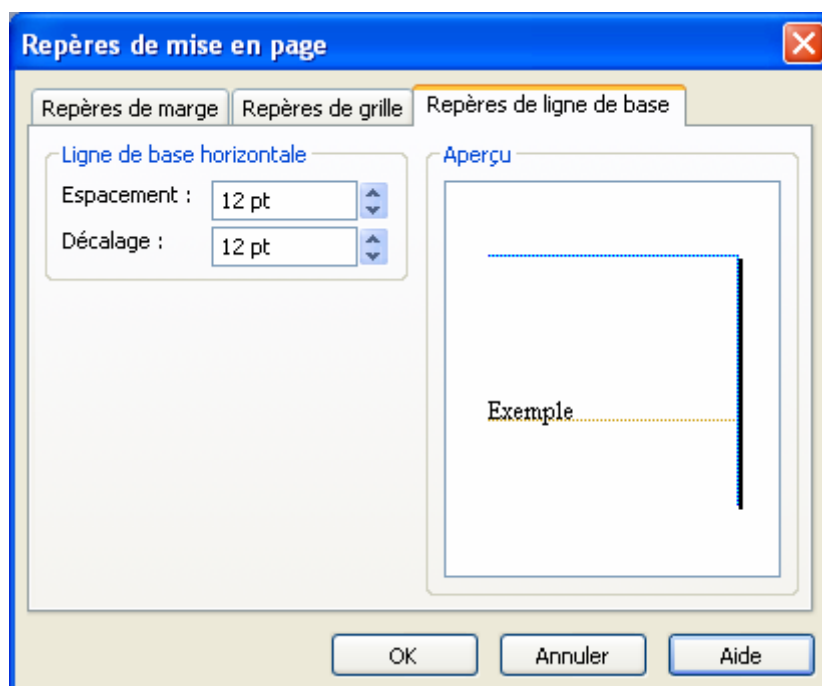 Repères de mise en page
Repères de marge Repères de grille Repères de ligne de base
Ligne de base horizontale
Espacement : 12 pt
Décalage : 12 pt
Aperçu
Exemple
OK Annuler Aide